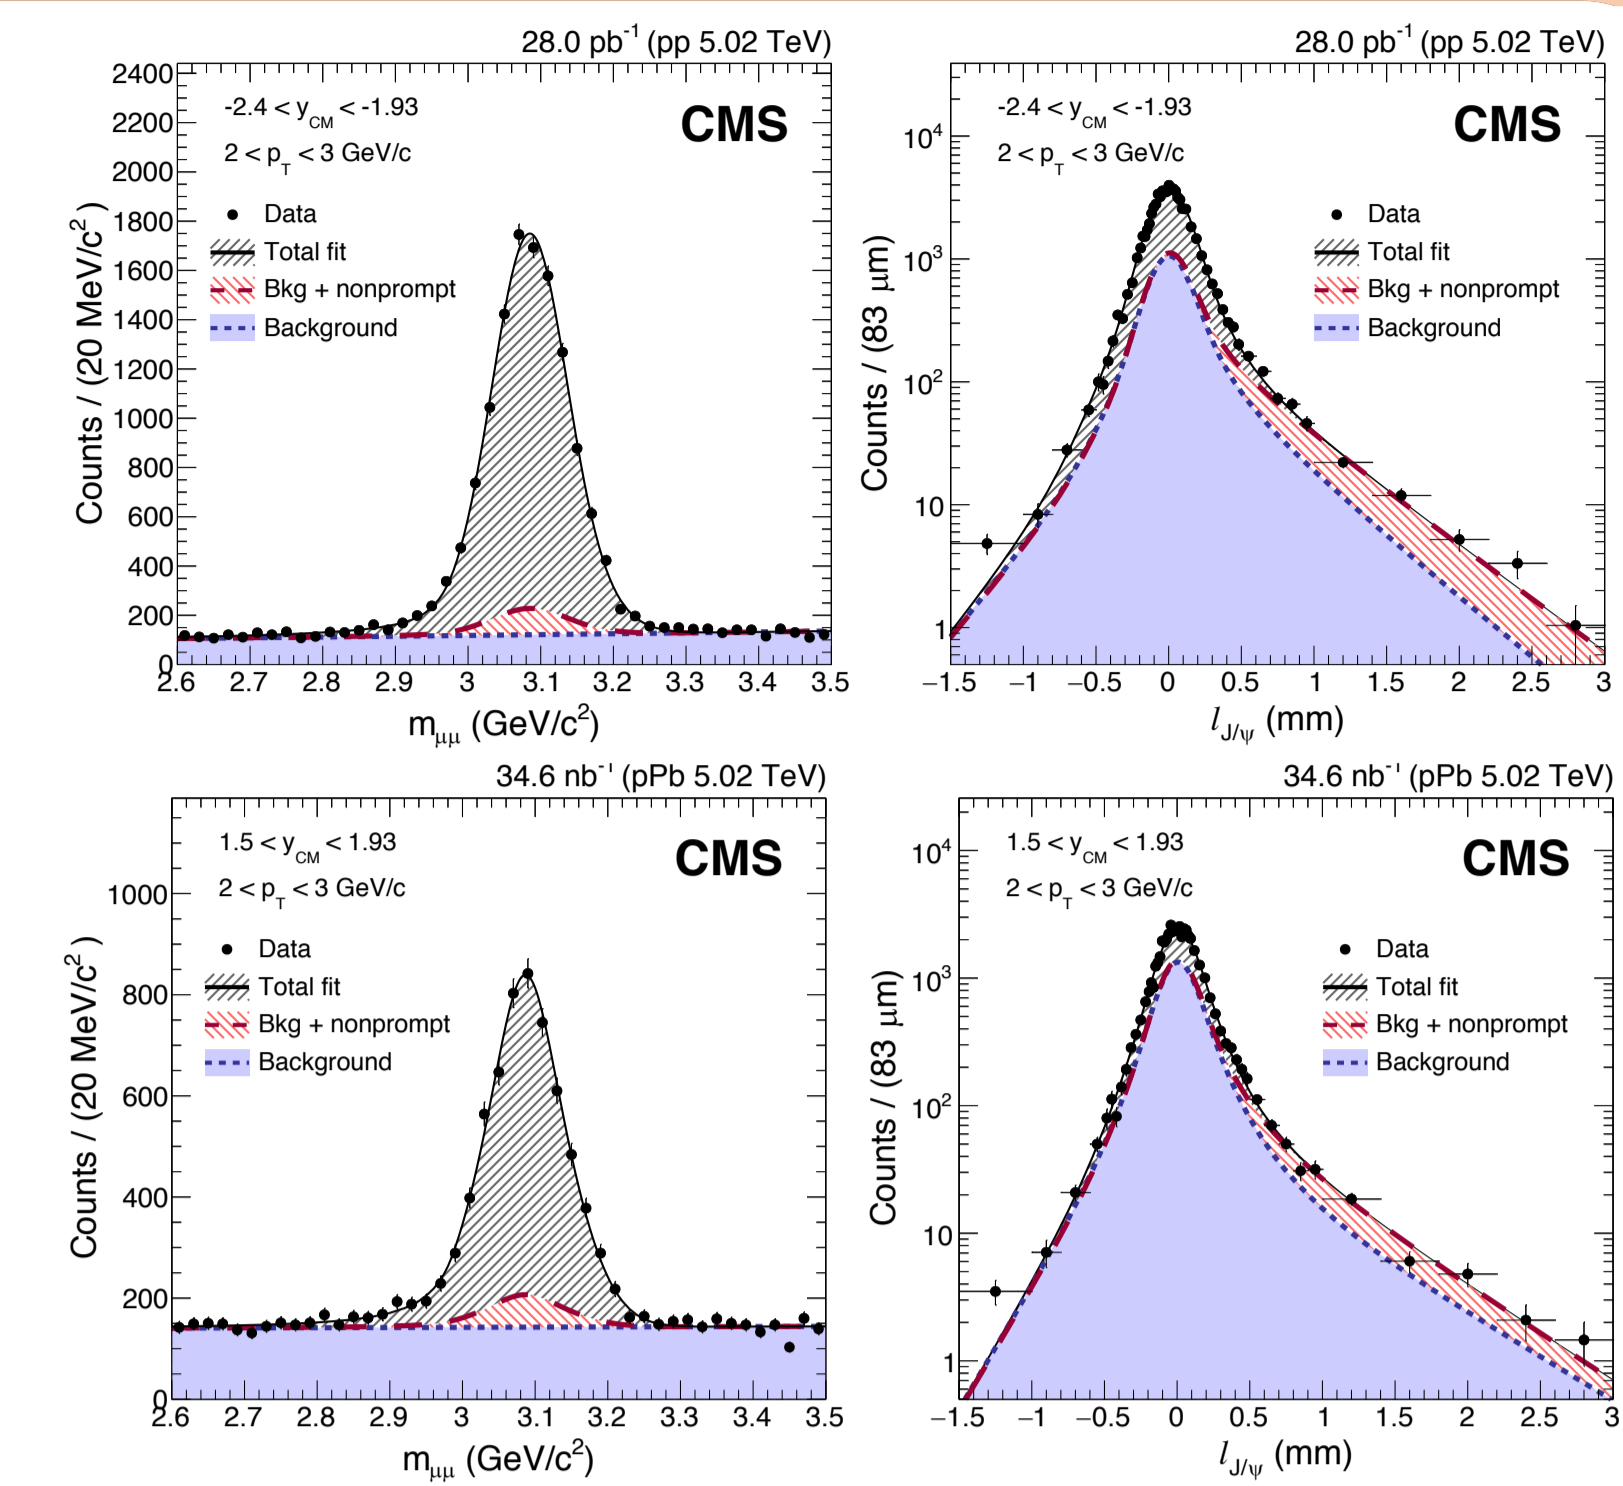 28.0 pb⁻¹ (pp 5.02 TeV)
-2.4 < y_CM < -1.93
CMS
2 < p_T < 3 GeV/c
Data
Total fit
Bkg + nonprompt
Background
Counts / (20 MeV/c²)
2400
2200
2000
1800
1600
1400
1200
1000
800
600
400
200
0
2.6 2.7 2.8 2.9 3 3.1 3.2 3.3 3.4 3.5
m_μμ (GeV/c²)
28.0 pb⁻¹ (pp 5.02 TeV)
-2.4 < y_CM < -1.93
CMS
2 < p_T < 3 GeV/c
Data
Total fit
Bkg + nonprompt
Background
Counts / (83 μm)
10⁴
10³
10²
10
1
−1.5 −1 −0.5 0 0.5 1 1.5 2 2.5 3
l_J/ψ (mm)
34.6 nb⁻¹ (pPb 5.02 TeV)
1.5 < y_CM < 1.93
CMS
2 < p_T < 3 GeV/c
Data
Total fit
Bkg + nonprompt
Background
Counts / (20 MeV/c²)
1000
800
600
400
200
0
2.6 2.7 2.8 2.9 3 3.1 3.2 3.3 3.4 3.5
m_μμ (GeV/c²)
34.6 nb⁻¹ (pPb 5.02 TeV)
1.5 < y_CM < 1.93
CMS
2 < p_T < 3 GeV/c
Data
Total fit
Bkg + nonprompt
Background
Counts / (83 μm)
10⁴
10³
10²
10
1
−1.5 −1 −0.5 0 0.5 1 1.5 2 2.5 3
l_J/ψ (mm)